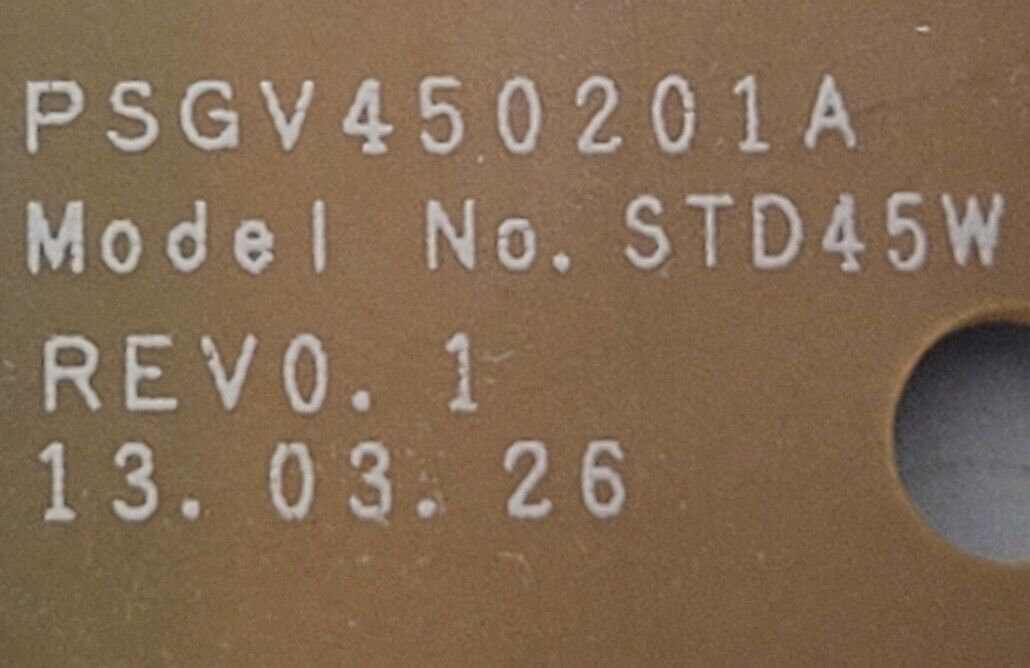 PSGV450201A
Model No. STD45W
REV0. 1
13. 03. 26